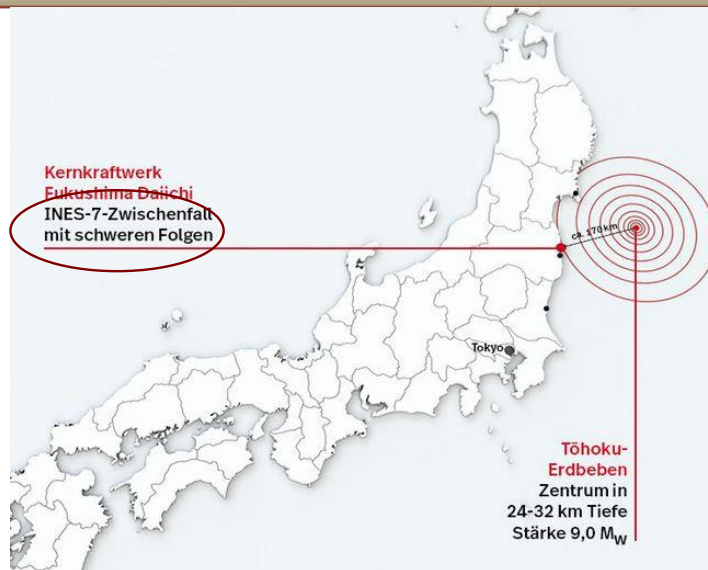 Kernkraftwerk
Fukushima Daiichi
INES-7-Zwischenfall
mit schweren Folgen
ca. 170 km
Tokyo
Tōhoku-
Erdbeben
Zentrum in
24-32 km Tiefe
Stärke 9,0 MW